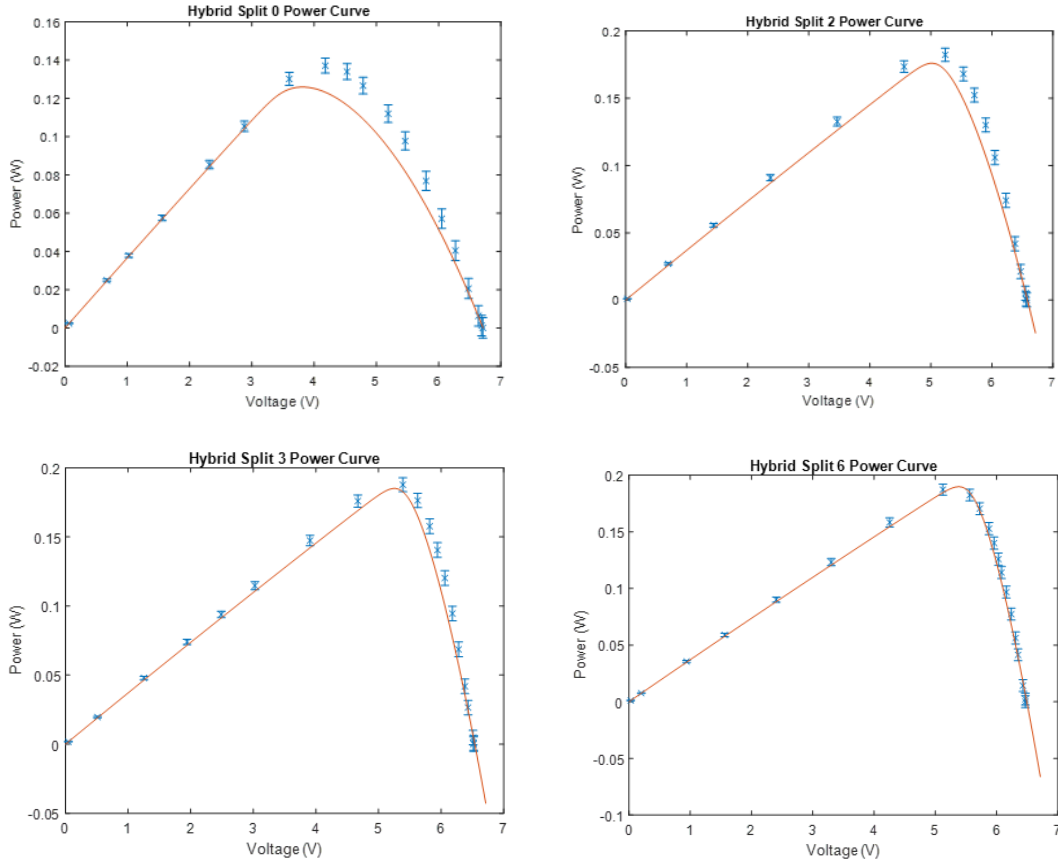 Hybrid Split 0 Power Curve
0.16
0.14
0.12
0.1
0.08
0.06
0.04
0.02
0
-0.02
Power (W)
0 1 2 3 4 5 6 7
Voltage (V)
Hybrid Split 2 Power Curve
0.2
0.15
0.1
0.05
0
-0.05
Power (W)
0 1 2 3 4 5 6 7
Voltage (V)
Hybrid Split 3 Power Curve
0.2
0.15
0.1
0.05
0
-0.05
Power (W)
0 1 2 3 4 5 6 7
Voltage (V)
Hybrid Split 6 Power Curve
0.2
0.15
0.1
0.05
0
-0.05
-0.1
Power (W)
0 1 2 3 4 5 6 7
Voltage (V)